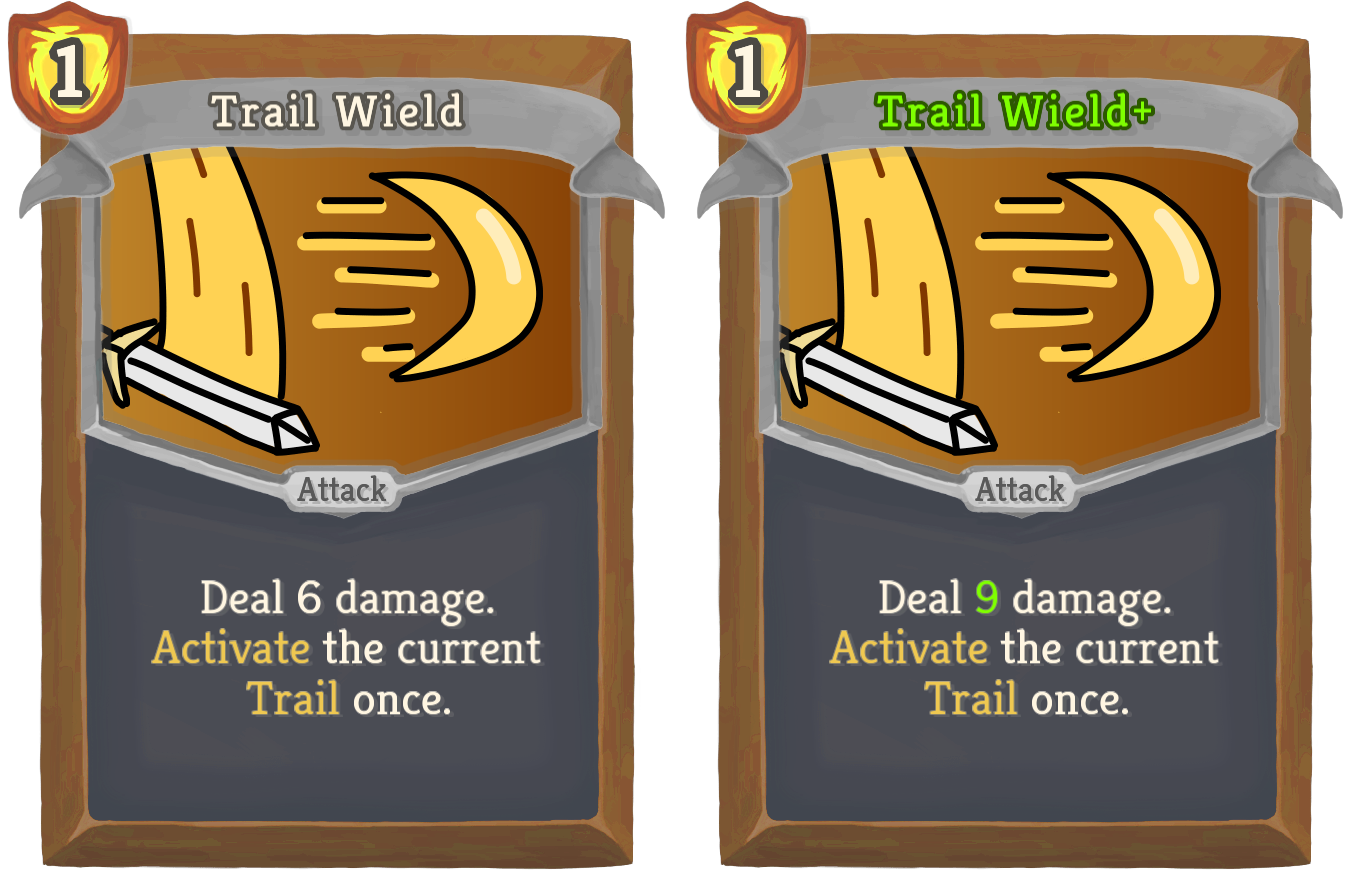 1
Trail Wield
Attack
Deal 6 damage.
Activate the current
Trail once.
1
Trail Wield+
Attack
Deal 9 damage.
Activate the current
Trail once.